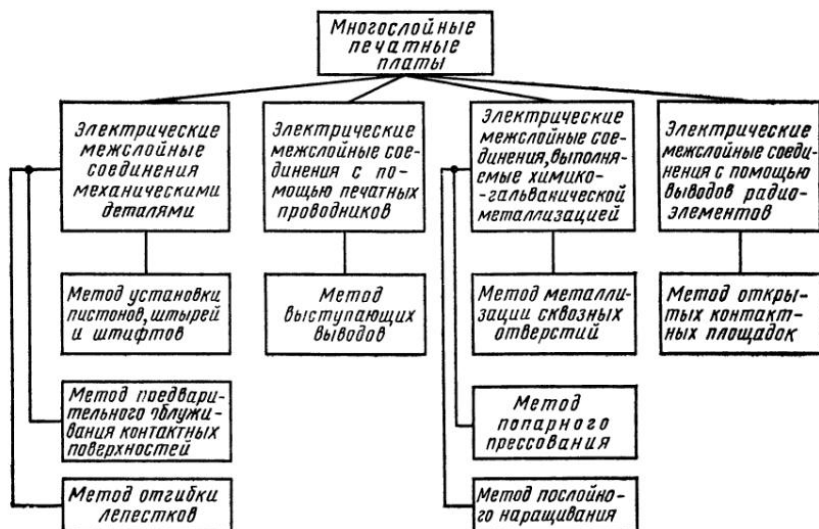 Многослойные
печатные
платы
Электрические
межслойные
соединения
механическими
деталями
Электрические
межслойные сое-
динения с по-
мощью печатных
проводников
Электрические
межслойные сое-
динения, выполня-
емые химико-
-гальванической
металлизацией
Электрические
межслойные соеди-
нения с помощью
выводов радио-
элементов
Метод установки
пистонов, штырей
и штифтов
Метод
выступающих
выводов
Метод металли-
зации сквозных
отверстий
Метод откры-
тых контакт-
ных площадок
Метод предвари-
тельного облужи-
вания контактных
поверхностей
Метод
попарного
прессования
Метод отгибки
лепестков
Метод послойно-
го наращивания